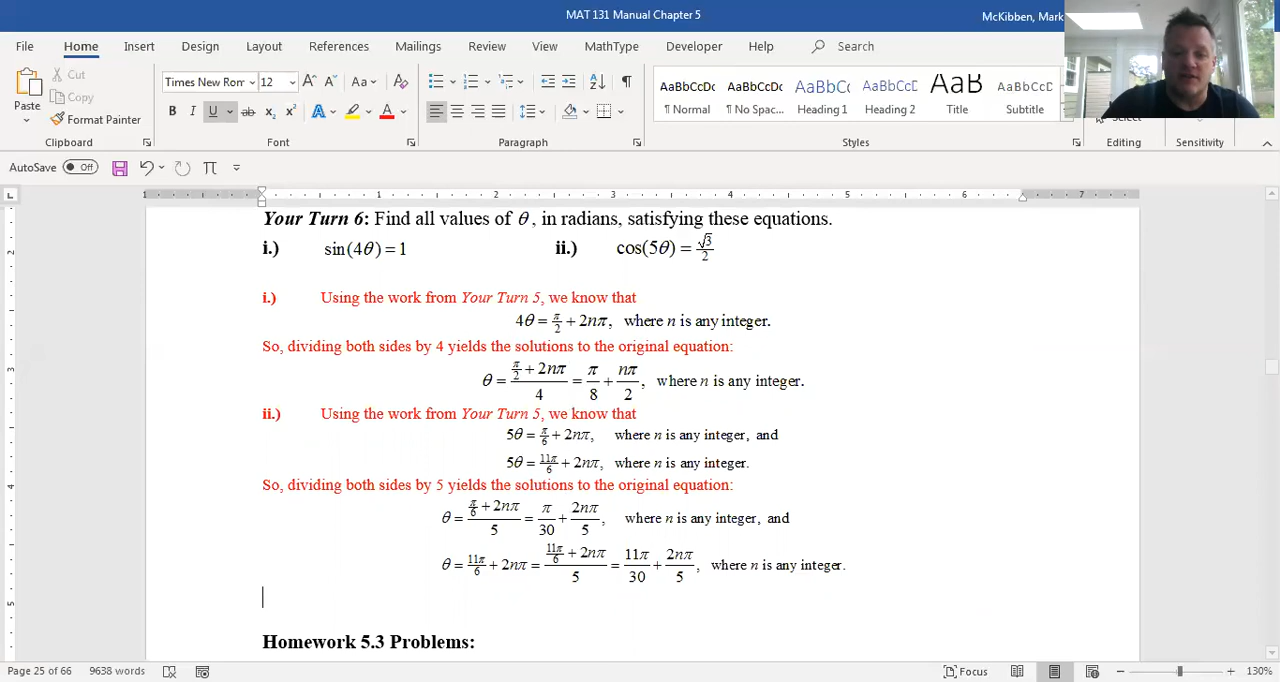 MAT 131 Manual Chapter 5
McKibben, Mark
File Home Insert Design Layout References Mailings Review View MathType Developer Help Search
Paste
Cut
Copy
Format Painter
Times New Rom 12
AaBbCcDc AaBbCcDc AaBbCc AaBbCcD AaB AaBbCcD
¶ Normal ¶ No Spac... Heading 1 Heading 2 Title Subtitle
Select
Clipboard Font Paragraph Styles Editing Sensitivity
AutoSave Off
Your Turn 6: Find all values of θ, in radians, satisfying these equations.
i.) sin(4θ) = 1 ii.) cos(5θ) = √3/2
i.) Using the work from Your Turn 5, we know that
4θ = π/2 + 2nπ, where n is any integer.
So, dividing both sides by 4 yields the solutions to the original equation:
θ = (π/2 + 2nπ)/4 = π/8 + nπ/2, where n is any integer.
ii.) Using the work from Your Turn 5, we know that
5θ = π/6 + 2nπ, where n is any integer, and
5θ = 11π/6 + 2nπ, where n is any integer.
So, dividing both sides by 5 yields the solutions to the original equation:
θ = (π/6 + 2nπ)/5 = π/30 + 2nπ/5, where n is any integer, and
θ = 11π/6 + 2nπ = (11π/6 + 2nπ)/5 = 11π/30 + 2nπ/5, where n is any integer.
Homework 5.3 Problems:
Page 25 of 66 9638 words Focus 130%